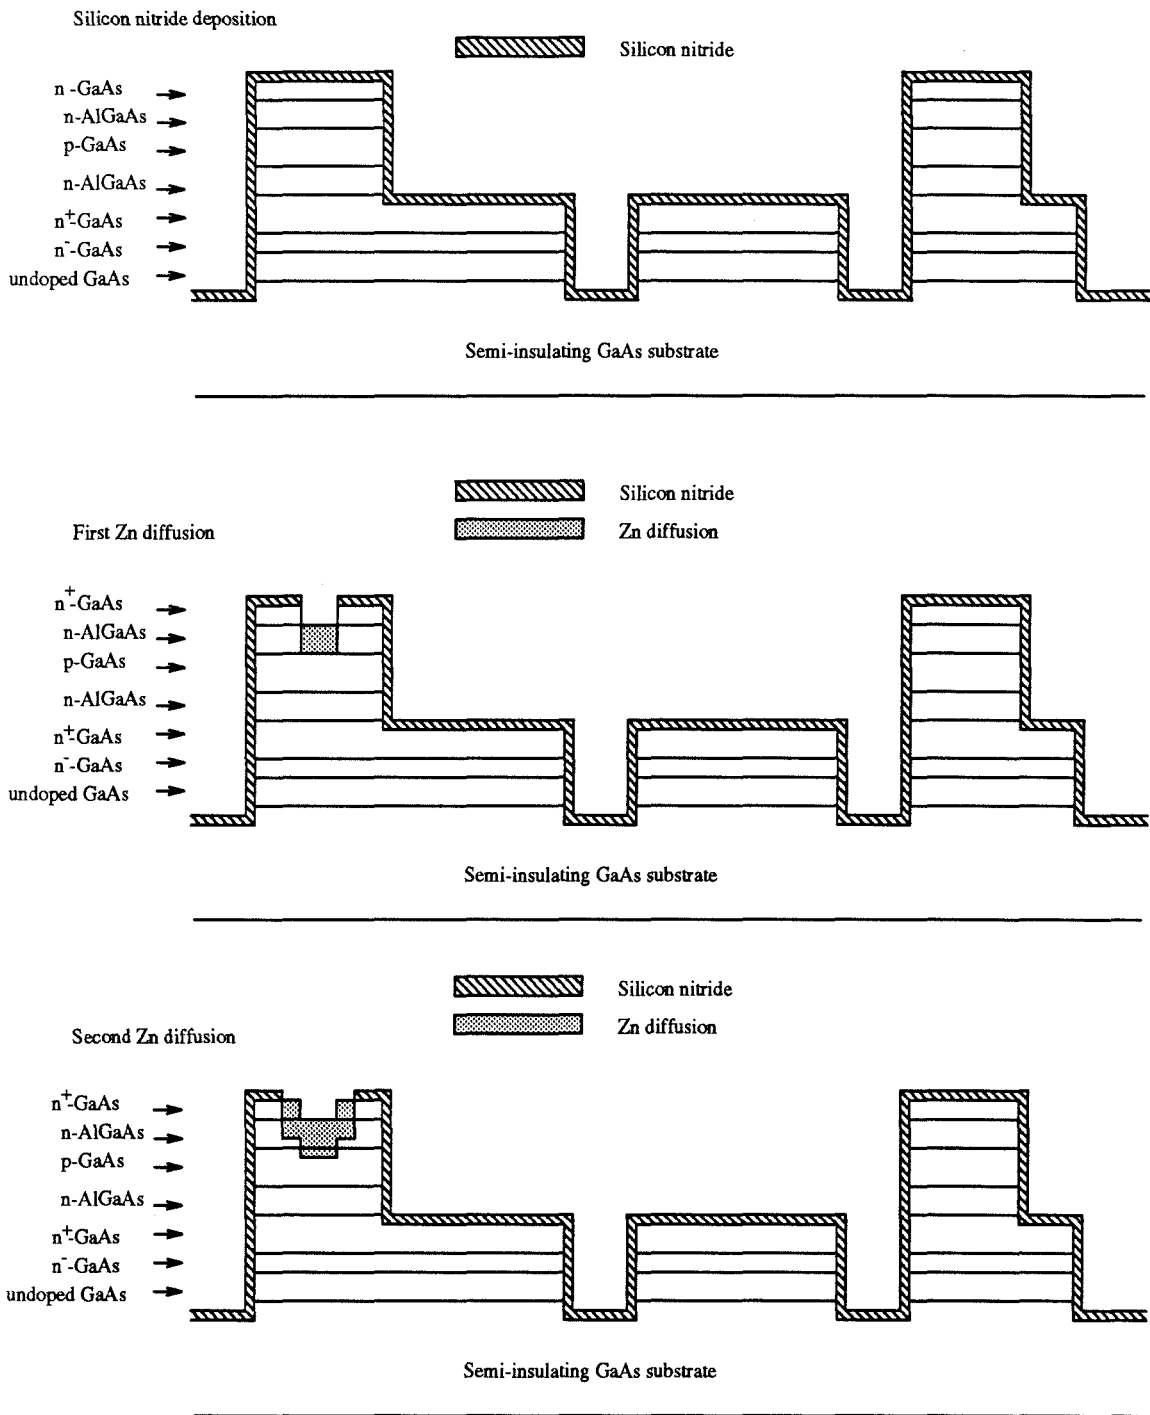 Silicon nitride deposition
Silicon nitride
n -GaAs
n-AlGaAs
p-GaAs
n-AlGaAs
n⁺-GaAs
n⁻-GaAs
undoped GaAs
Semi-insulating GaAs substrate
Silicon nitride
First Zn diffusion
Zn diffusion
n⁺-GaAs
n-AlGaAs
p-GaAs
n-AlGaAs
n⁺-GaAs
n⁻-GaAs
undoped GaAs
Semi-insulating GaAs substrate
Silicon nitride
Second Zn diffusion
Zn diffusion
n⁺-GaAs
n-AlGaAs
p-GaAs
n-AlGaAs
n⁺-GaAs
n⁻-GaAs
undoped GaAs
Semi-insulating GaAs substrate